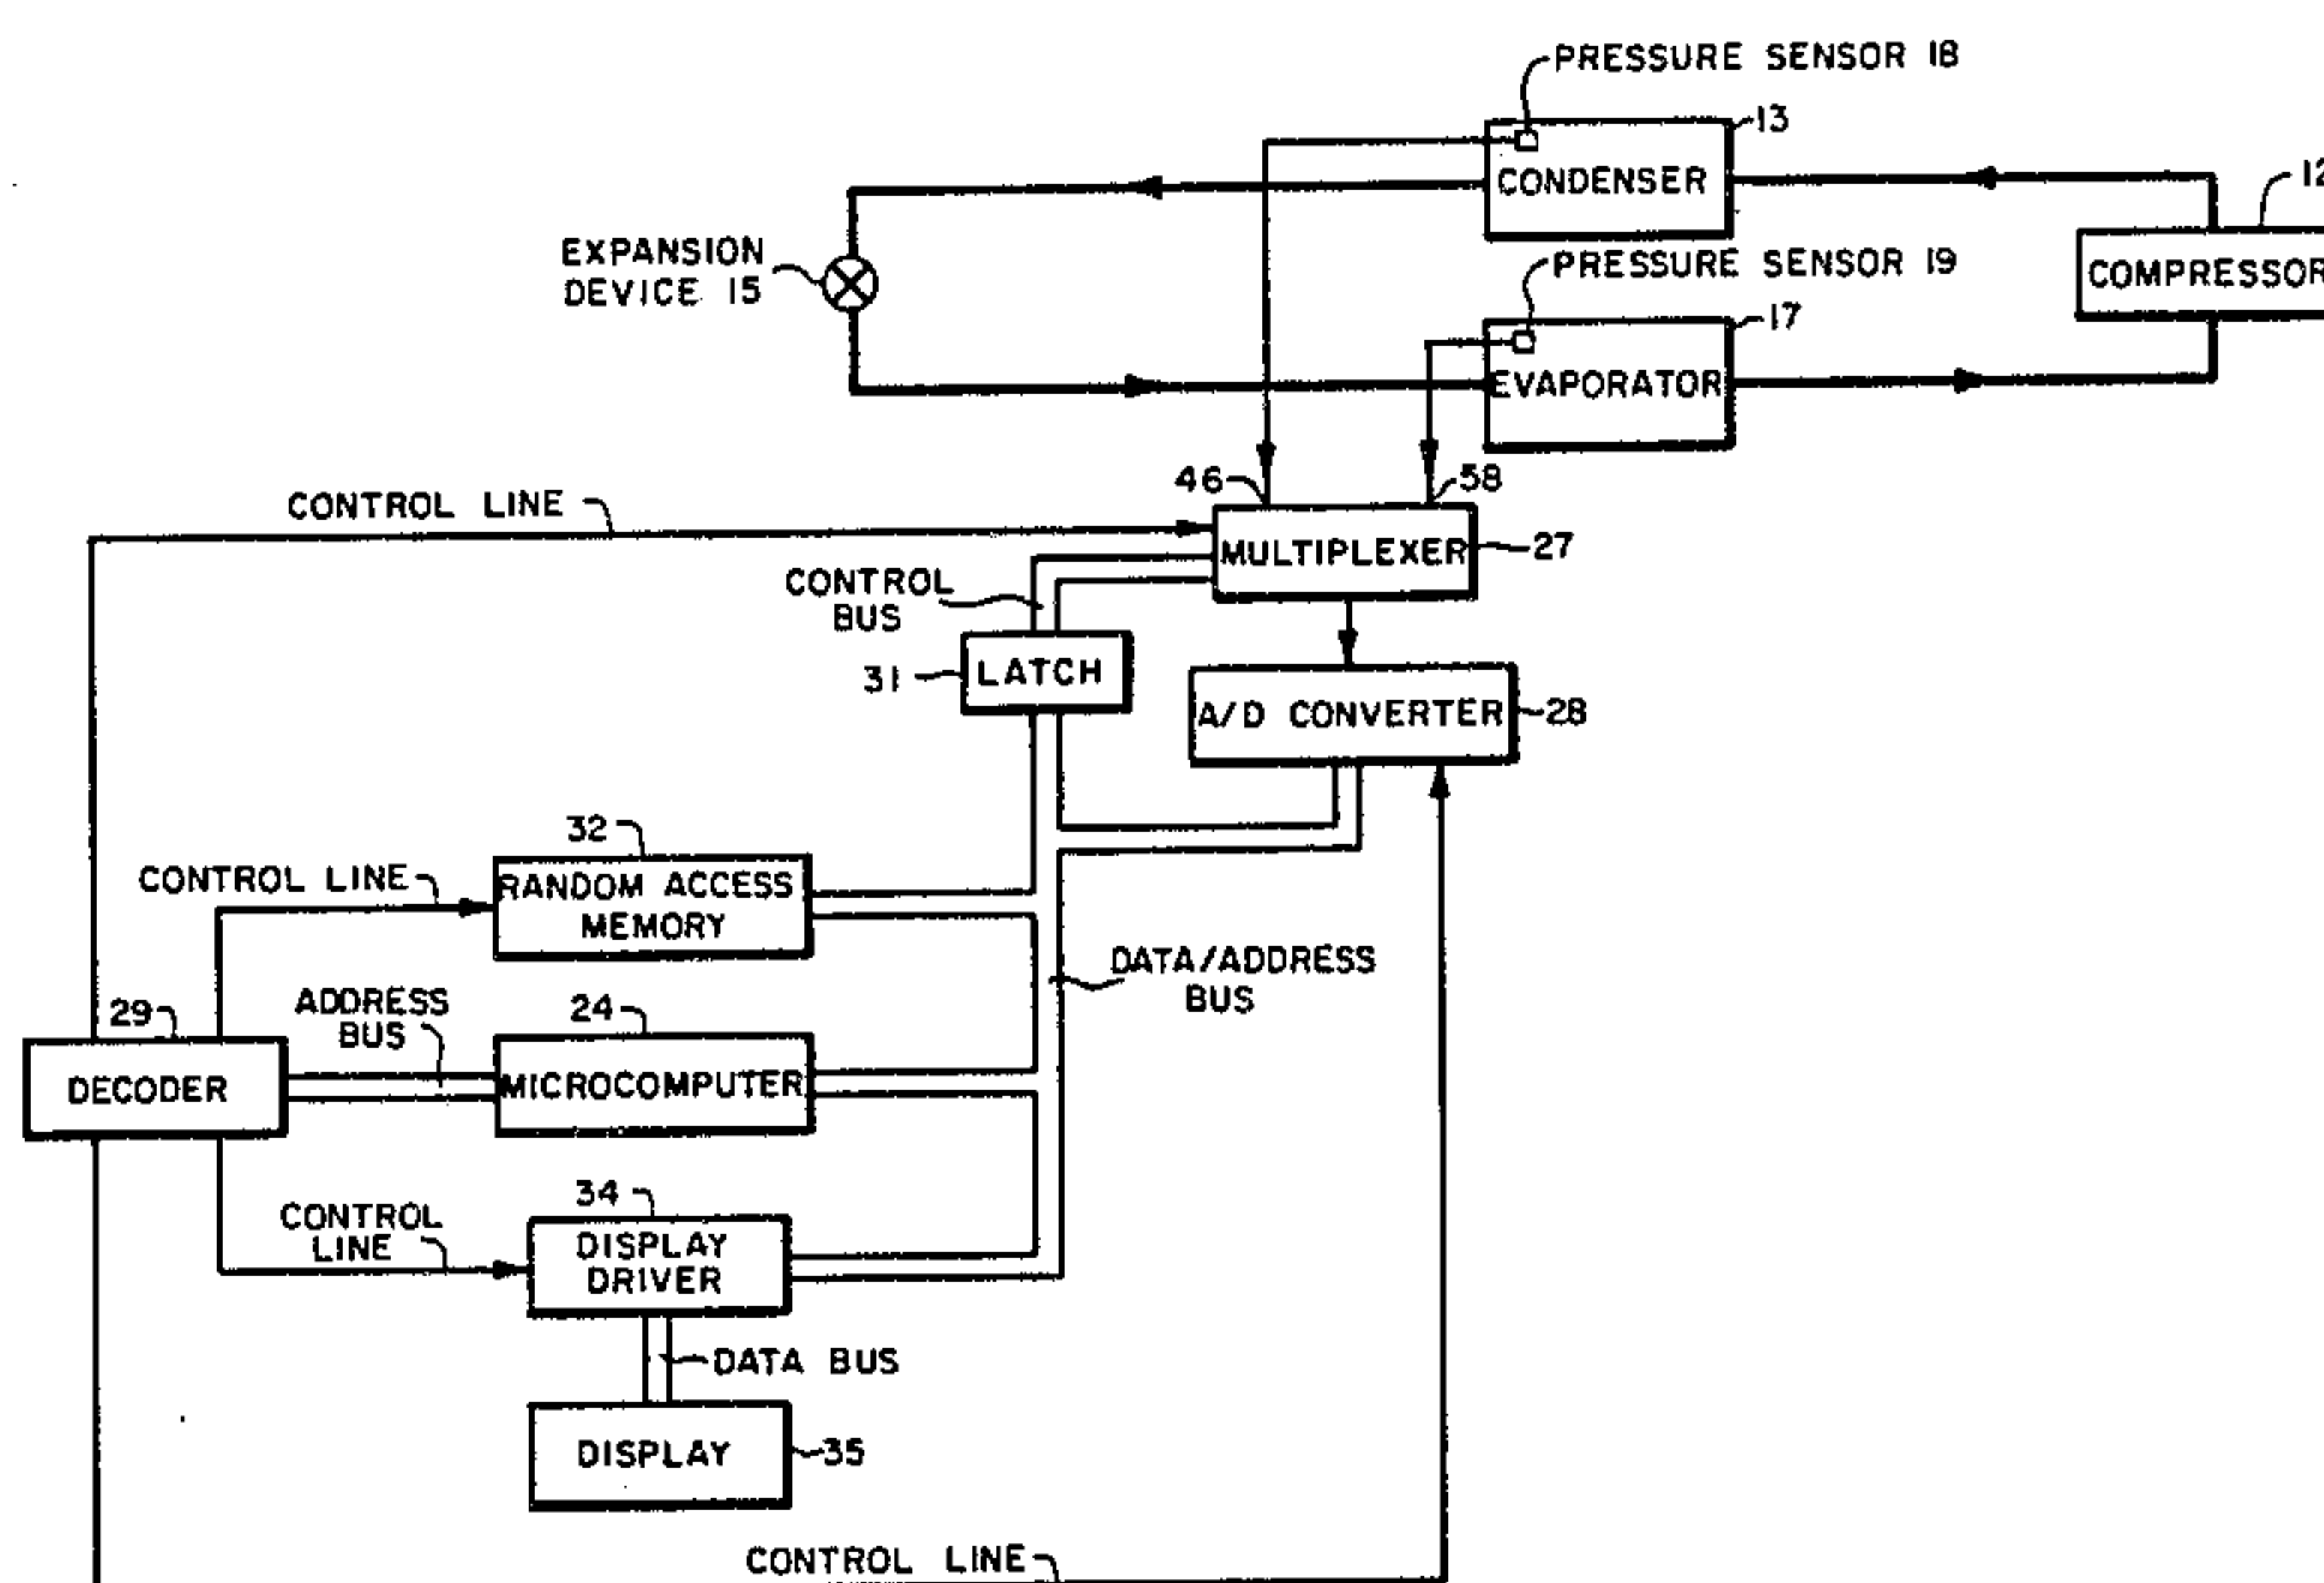 PRESSURE SENSOR 18
13
CONDENSER
12
EXPANSION
DEVICE 15
PRESSURE SENSOR 19
COMPRESSOR
17
EVAPORATOR
46
58
CONTROL LINE
MULTIPLEXER
27
CONTROL
BUS
31
LATCH
A/D CONVERTER
28
32
CONTROL LINE
RANDOM ACCESS
MEMORY
DATA/ADDRESS
BUS
29
ADDRESS
BUS
24
DECODER
MICROCOMPUTER
34
CONTROL
LINE
DISPLAY
DRIVER
DATA BUS
DISPLAY
35
CONTROL LINE